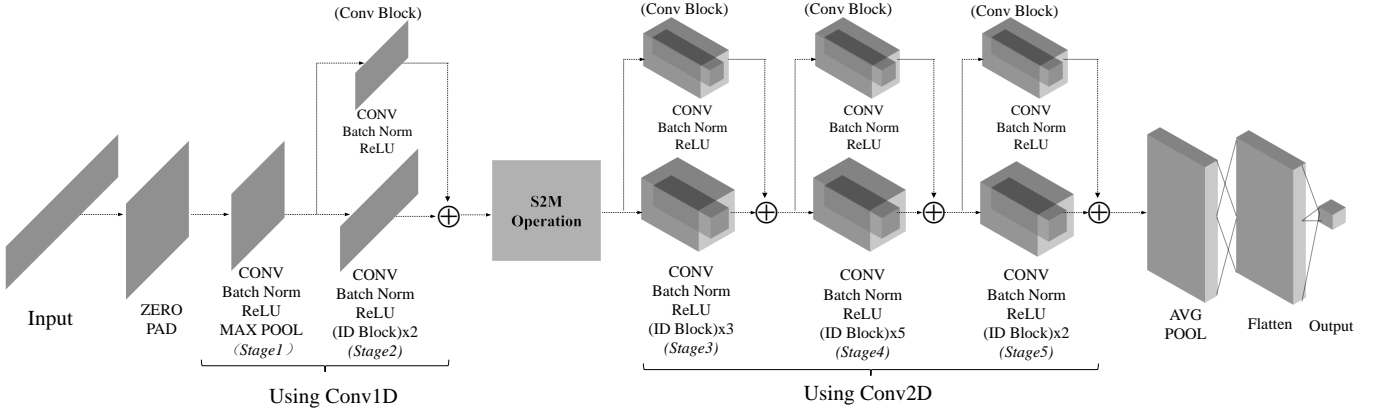 (Conv Block)
CONV
Batch Norm
ReLU
Input
ZERO
PAD
CONV
Batch Norm
ReLU
MAX POOL
(Stage1)
CONV
Batch Norm
ReLU
(ID Block)x2
(Stage2)
Using Conv1D
S2M
Operation
(Conv Block)
CONV
Batch Norm
ReLU
CONV
Batch Norm
ReLU
(ID Block)x3
(Stage3)
(Conv Block)
CONV
Batch Norm
ReLU
CONV
Batch Norm
ReLU
(ID Block)x5
(Stage4)
(Conv Block)
CONV
Batch Norm
ReLU
CONV
Batch Norm
ReLU
(ID Block)x2
(Stage5)
Using Conv2D
AVG
POOL
Flatten
Output